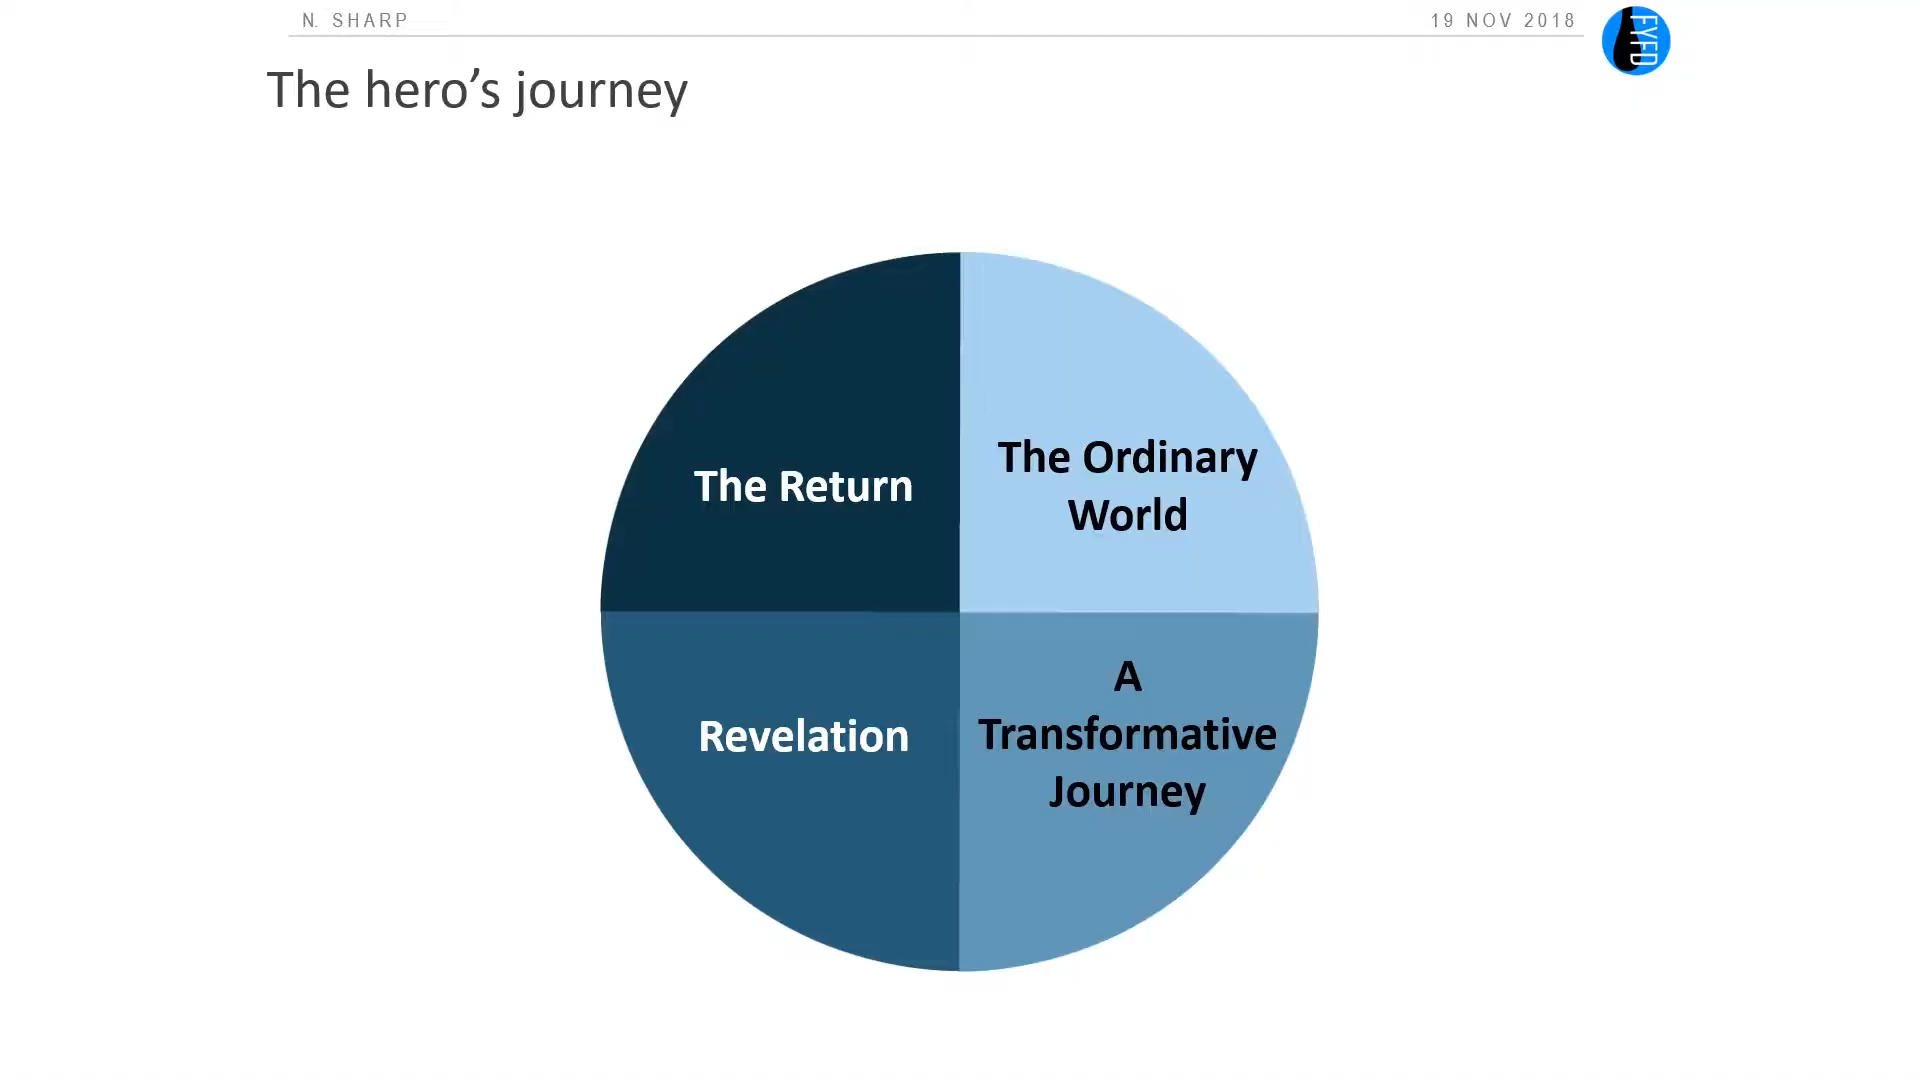 N. SHARP
19 NOV 2018
FYFD
The hero’s journey
The Return
The Ordinary
World
Revelation
A
Transformative
Journey